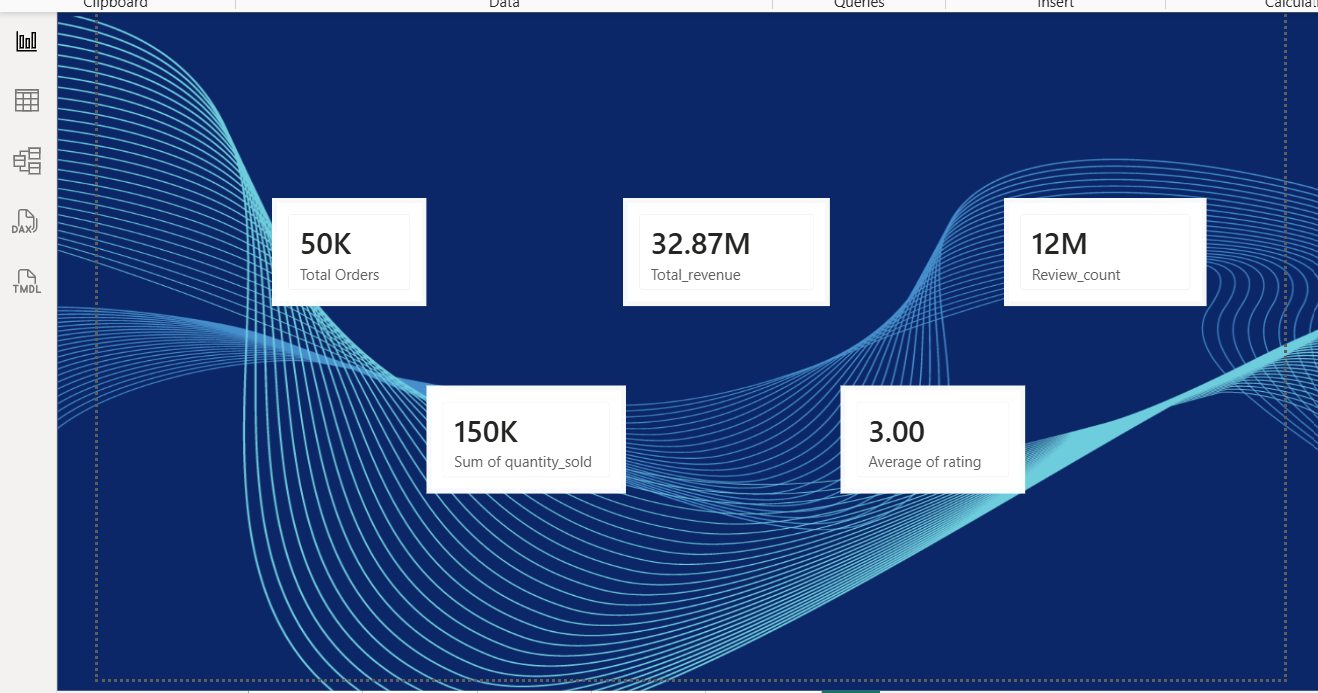 Clipboard
Data
Queries
Insert
50K
Total Orders
32.87M
Total_revenue
12M
Review_count
DAX
TMDL
150K
Sum of quantity_sold
3.00
Average of rating